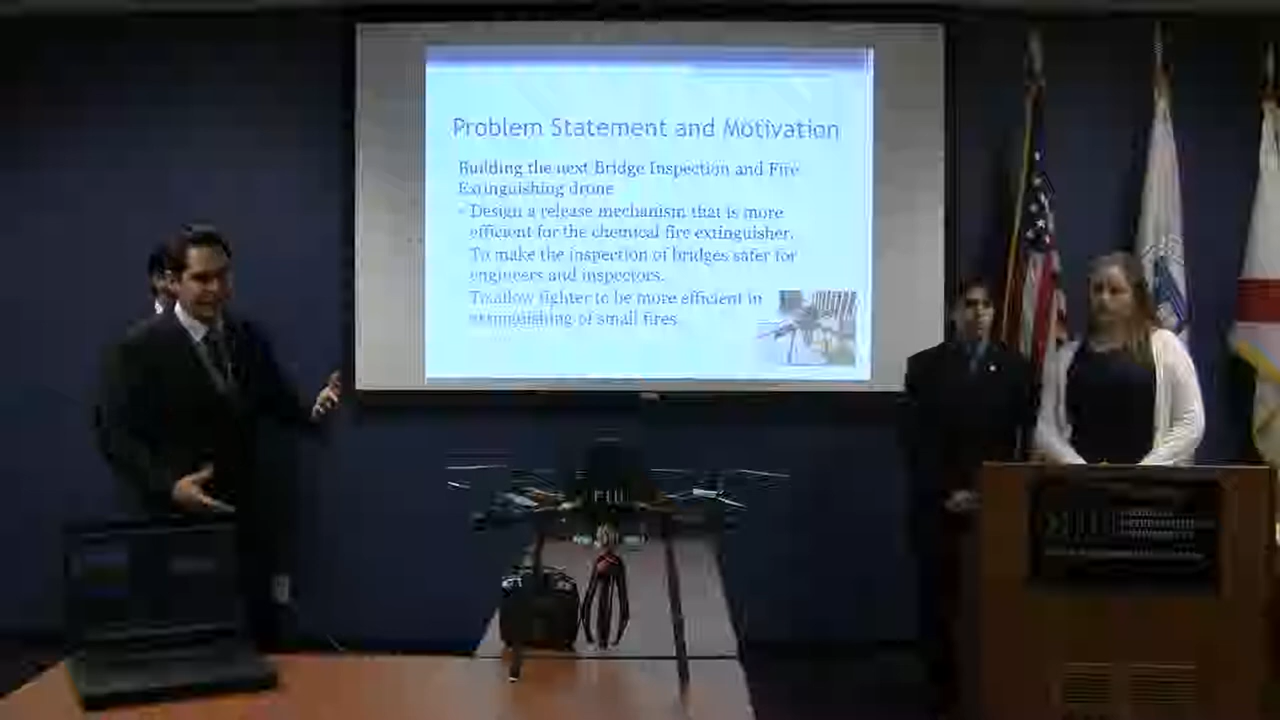 Problem Statement and Motivation
Building the next Bridge Inspection and Fire
Extinguishing drone
- Design a release mechanism that is more
efficient for the chemical fire extinguisher.
To make the inspection of bridges safer for
engineers and inspectors.
To allow fighter to be more efficient in
extinguishing of small fires
FIU